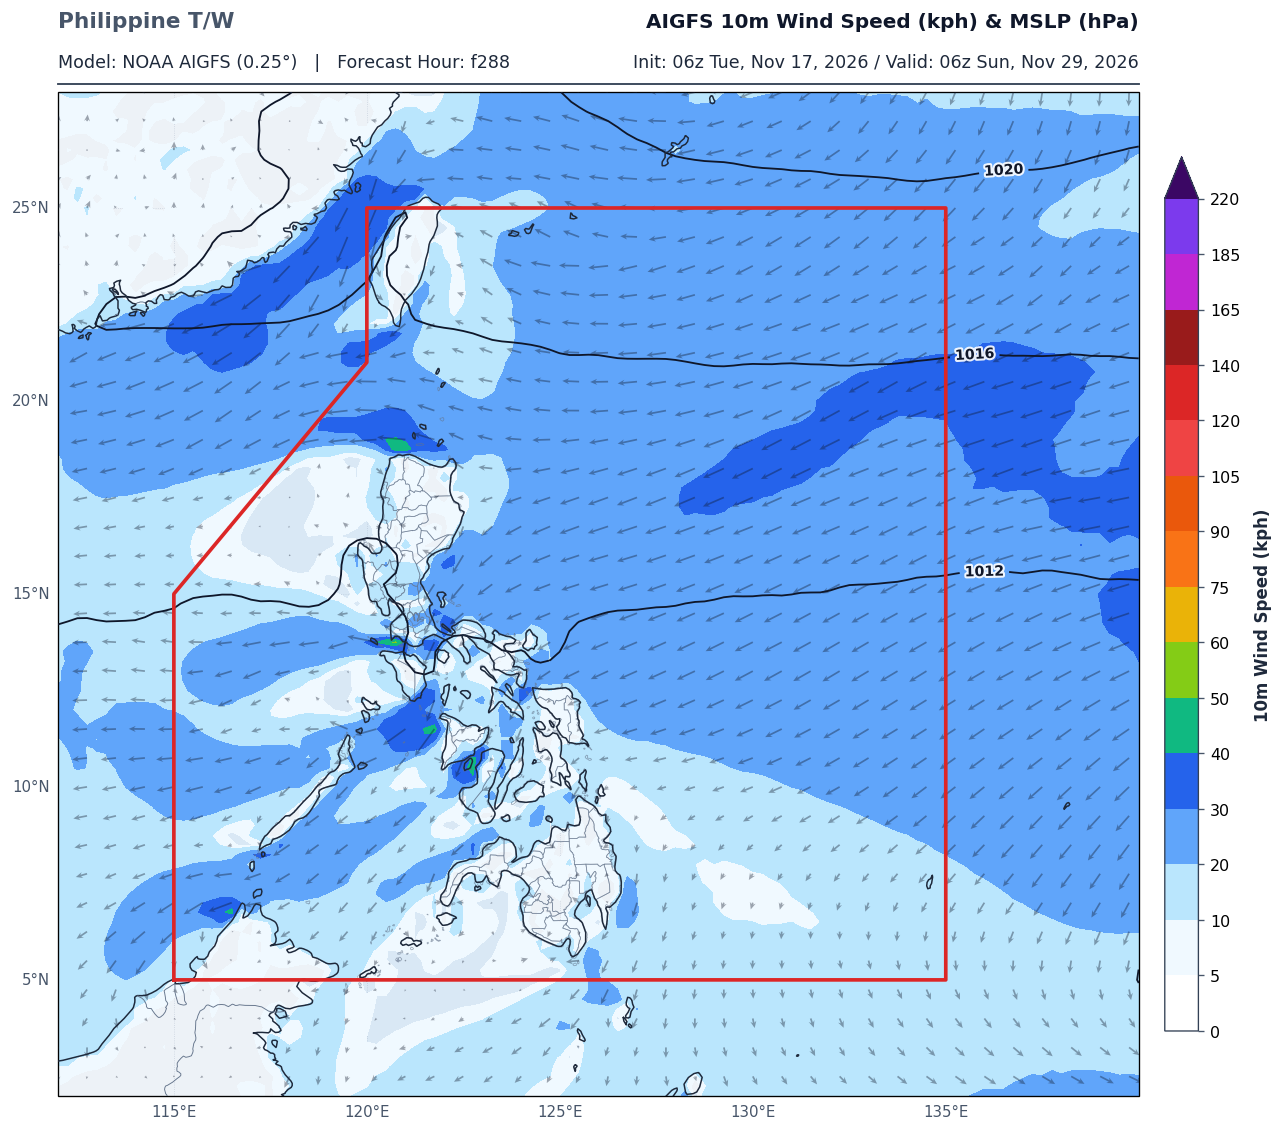 Philippine T/W
AIGFS 10m Wind Speed (kph) & MSLP (hPa)
Model: NOAA AIGFS (0.25°) | Forecast Hour: f288
Init: 06z Tue, Nov 17, 2026 / Valid: 06z Sun, Nov 29, 2026
1020
1016
1012
25°N
20°N
15°N
10°N
5°N
115°E
120°E
125°E
130°E
135°E
220
185
165
140
120
105
90
75
60
50
40
30
20
10
5
0
10m Wind Speed (kph)